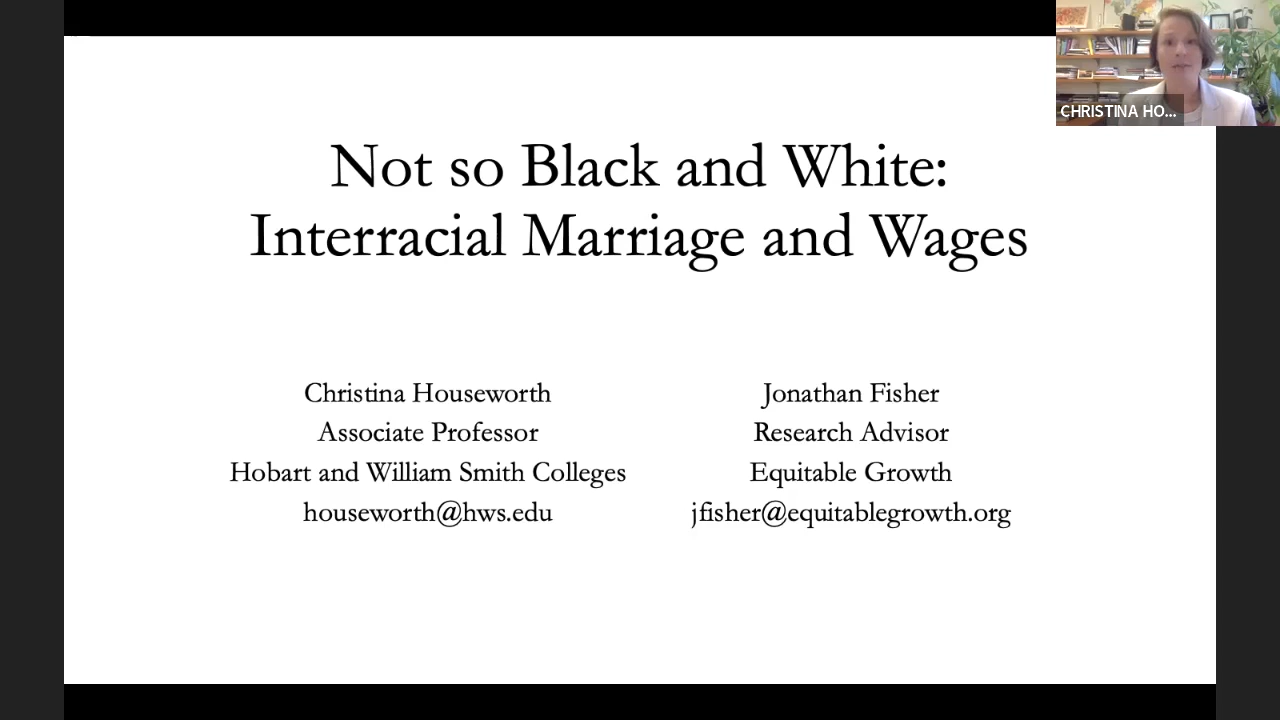 CHRISTINA HO...
Not so Black and White:
Interracial Marriage and Wages
Christina Houseworth
Associate Professor
Hobart and William Smith Colleges
houseworth@hws.edu
Jonathan Fisher
Research Advisor
Equitable Growth
jfisher@equitablegrowth.org